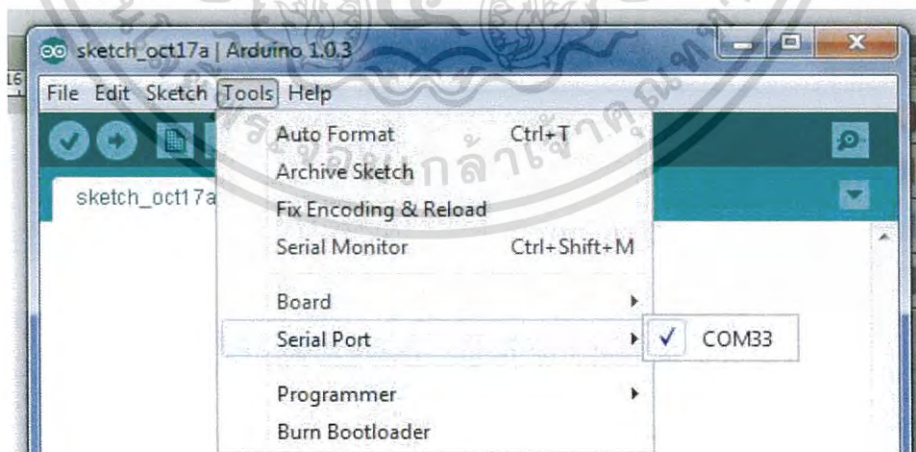 sketch_oct17a | Arduino 1.0.3
File Edit Sketch Tools Help
Auto Format Ctrl+T
Archive Sketch
sketch_oct17a
Fix Encoding & Reload
Serial Monitor Ctrl+Shift+M
Board
Serial Port ✓ COM33
Programmer
Burn Bootloader
16